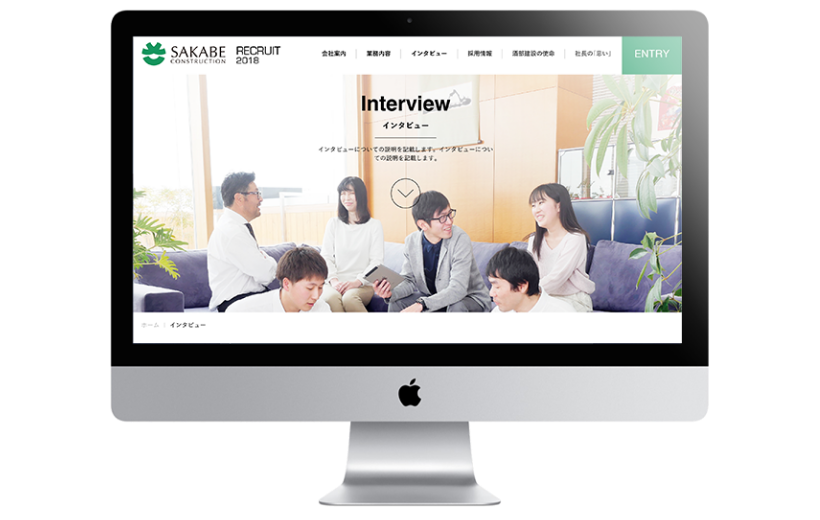 SAKABE
CONSTRUCTION
RECRUIT
2018
会社案内
業務内容
インタビュー
採用情報
酒部建設の使命
社長の「思い」
ENTRY
Interview
インタビュー
インタビューについての説明を記載します。インタビューについ
ての説明を記載します。
ホーム | インタビュー